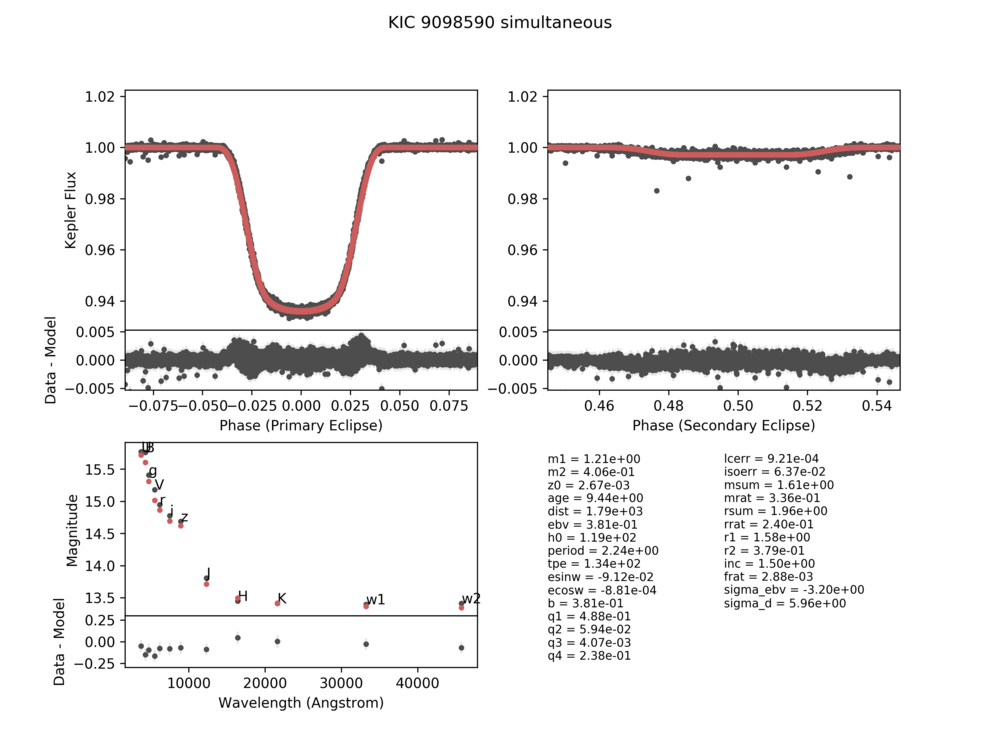 KIC 9098590 simultaneous
1.02
1.00
0.98
0.96
0.94
Kepler Flux
0.005
0.000
−0.005
Data - Model
−0.075 −0.050 −0.025 0.000 0.025 0.050 0.075
Phase (Primary Eclipse)
1.02
1.00
0.98
0.96
0.94
0.005
0.000
−0.005
0.46 0.48 0.50 0.52 0.54
Phase (Secondary Eclipse)
15.5
15.0
14.5
14.0
13.5
Magnitude
B
g
V
r
i
z
J
H
K
w1
w2
0.25
0.00
−0.25
Data - Model
10000 20000 30000 40000
Wavelength (Angstrom)
m1 = 1.21e+00
m2 = 4.06e-01
z0 = 2.67e-03
age = 9.44e+00
dist = 1.79e+03
ebv = 3.81e-01
h0 = 1.19e+02
period = 2.24e+00
tpe = 1.34e+02
esinw = -9.12e-02
ecosw = -8.81e-04
b = 3.81e-01
q1 = 4.88e-01
q2 = 5.94e-02
q3 = 4.07e-03
q4 = 2.38e-01
lcerr = 9.21e-04
isoerr = 6.37e-02
msum = 1.61e+00
mrat = 3.36e-01
rsum = 1.96e+00
rrat = 2.40e-01
r1 = 1.58e+00
r2 = 3.79e-01
inc = 1.50e+00
frat = 2.88e-03
sigma_ebv = -3.20e+00
sigma_d = 5.96e+00